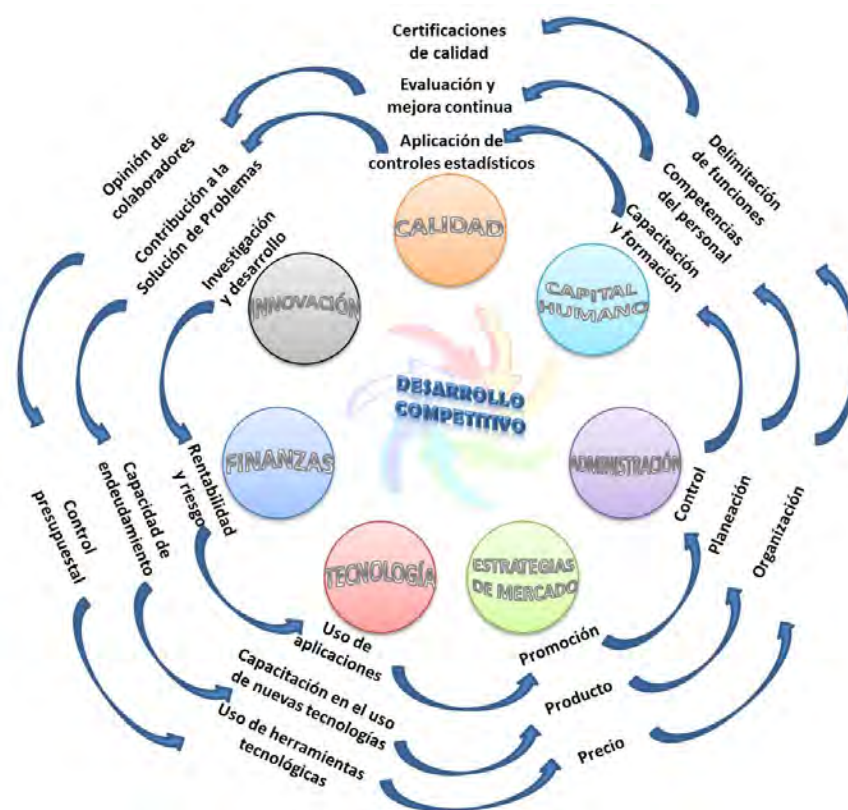 Certificaciones
de calidad
Evaluación y
mejora continua
Aplicación de
controles estadísticos
CALIDAD
Delimitación
de funciones
Competencias
del personal
Capacitación
y formación
CAPITAL
HUMANO
Opinión de
colaboradores
Contribución a la
Solución de Problemas
Investigación
y desarrollo
INNOVACIÓN
DESARROLLO
COMPETITIVO
FINANZAS
Rentabilidad
y riesgo
Capacidad de
endeudamiento
Control
presupuestal
ADMINISTRACIÓN
Control
Planeación
Organización
TECNOLOGÍA
Uso de
aplicaciones
Capacitación en el uso
de nuevas tecnologías
Uso de herramientas
tecnológicas
ESTRATEGIAS
DE MERCADO
Promoción
Producto
Precio